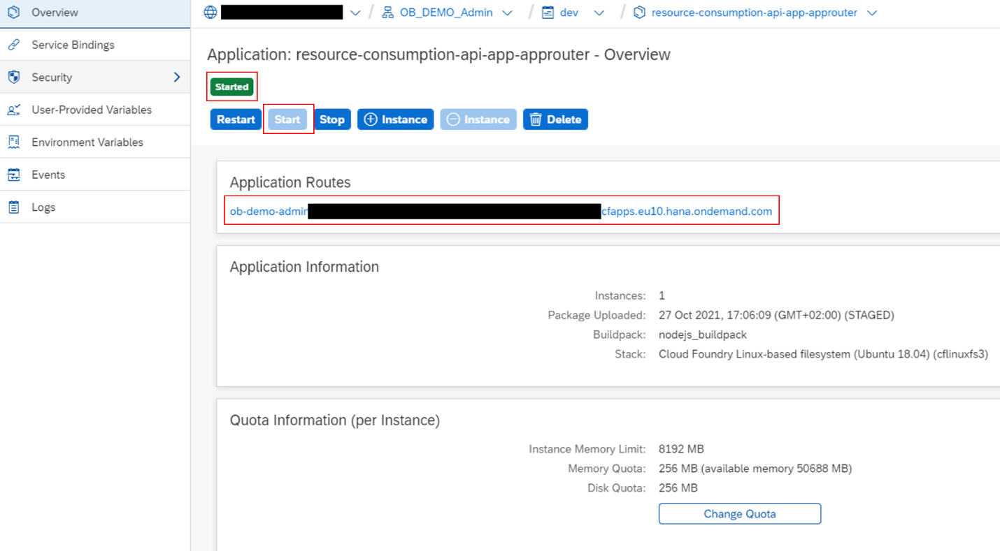 Overview
Service Bindings
Security
User-Provided Variables
Environment Variables
Events
Logs
OB_DEMO_Admin / dev / resource-consumption-api-app-approuter
Application: resource-consumption-api-app-approuter - Overview
Started
Restart Start Stop Instance Instance Delete
Application Routes
ob-demo-admin cfapps.eu10.hana.ondemand.com
Application Information
Instances: 1
Package Uploaded: 27 Oct 2021, 17:06:09 (GMT+02:00) (STAGED)
Buildpack: nodejs_buildpack
Stack: Cloud Foundry Linux-based filesystem (Ubuntu 18.04) (cflinuxfs3)
Quota Information (per Instance)
Instance Memory Limit: 8192 MB
Memory Quota: 256 MB (available memory 50688 MB)
Disk Quota: 256 MB
Change Quota